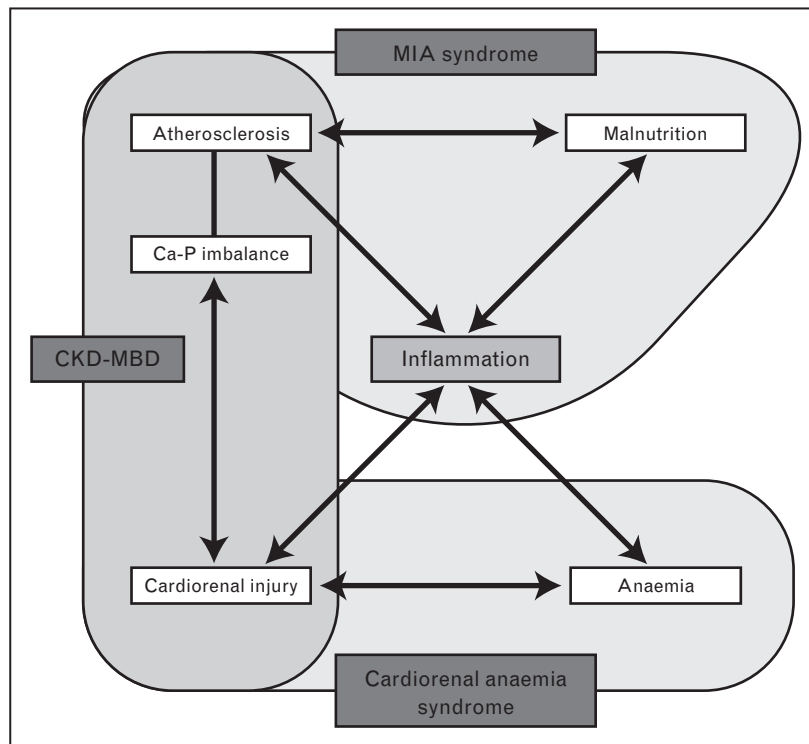 MIA syndrome
Atherosclerosis
Malnutrition
Ca-P imbalance
CKD-MBD
Inflammation
Cardiorenal injury
Anaemia
Cardiorenal anaemia
syndrome